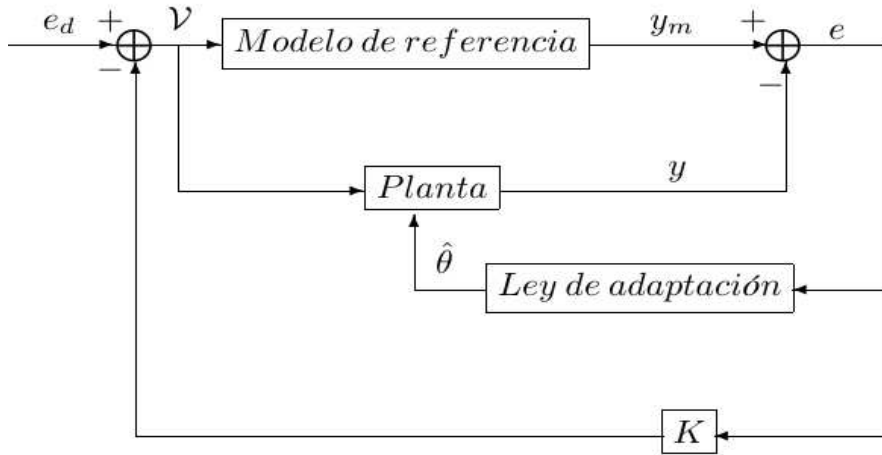 e_d + 𝒱 Modelo de referencia y_m + e
− −
Planta y
θ̂ Ley de adaptación
K